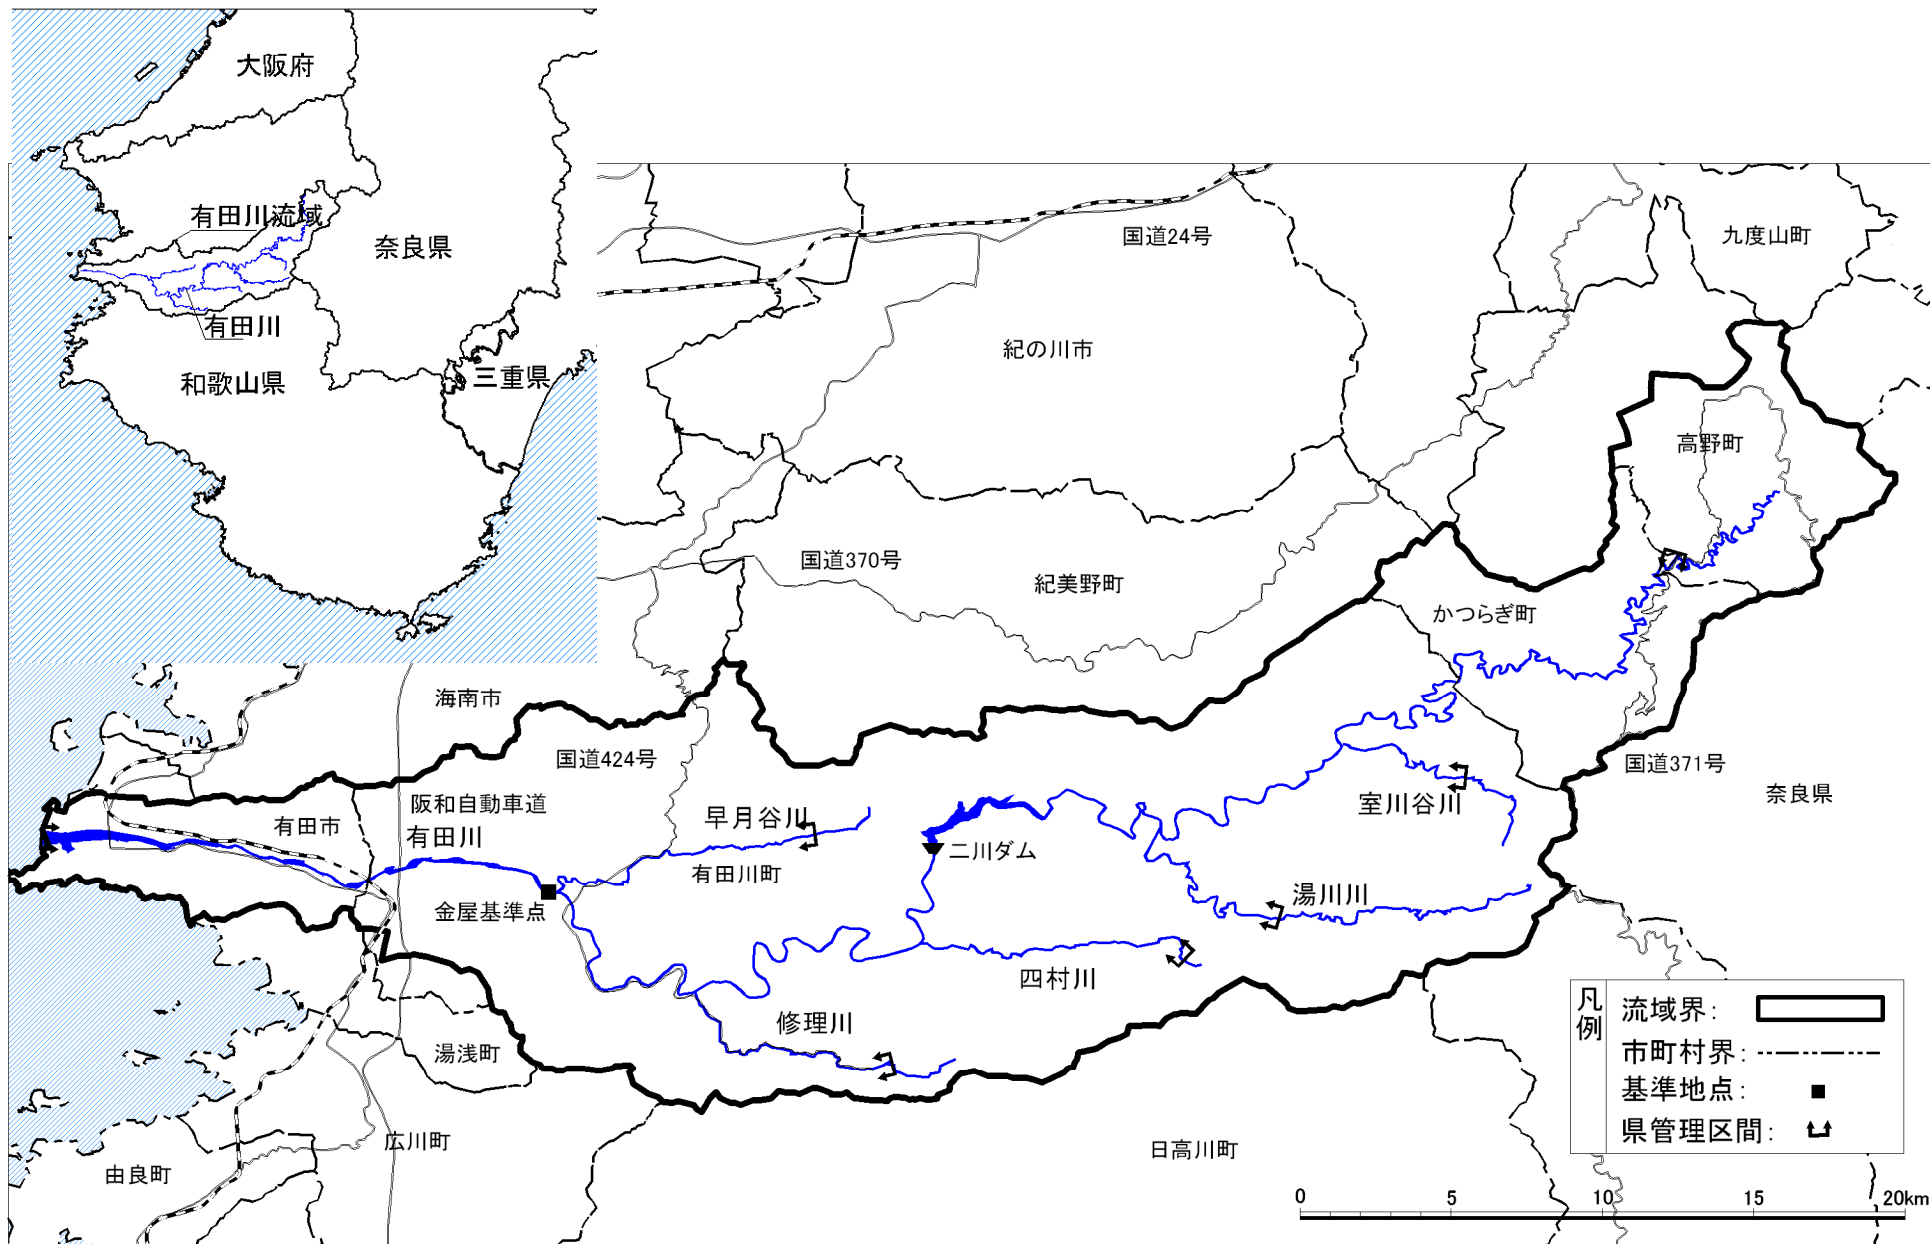 大阪府
有田川流域
奈良県
有田川
和歌山県
三重県
国道24号
九度山町
紀の川市
高野町
国道370号
紀美野町
かつらぎ町
海南市
国道424号
国道371号
奈良県
阪和自動車道
有田市
有田川
早月谷川
室川谷川
二川ダム
有田川町
湯川川
金屋基準点
四村川
修理川
湯浅町
広川町
由良町
日高川町
凡例
流域界:
市町村界:
基準地点:
県管理区間:
0 5 10 15 20km